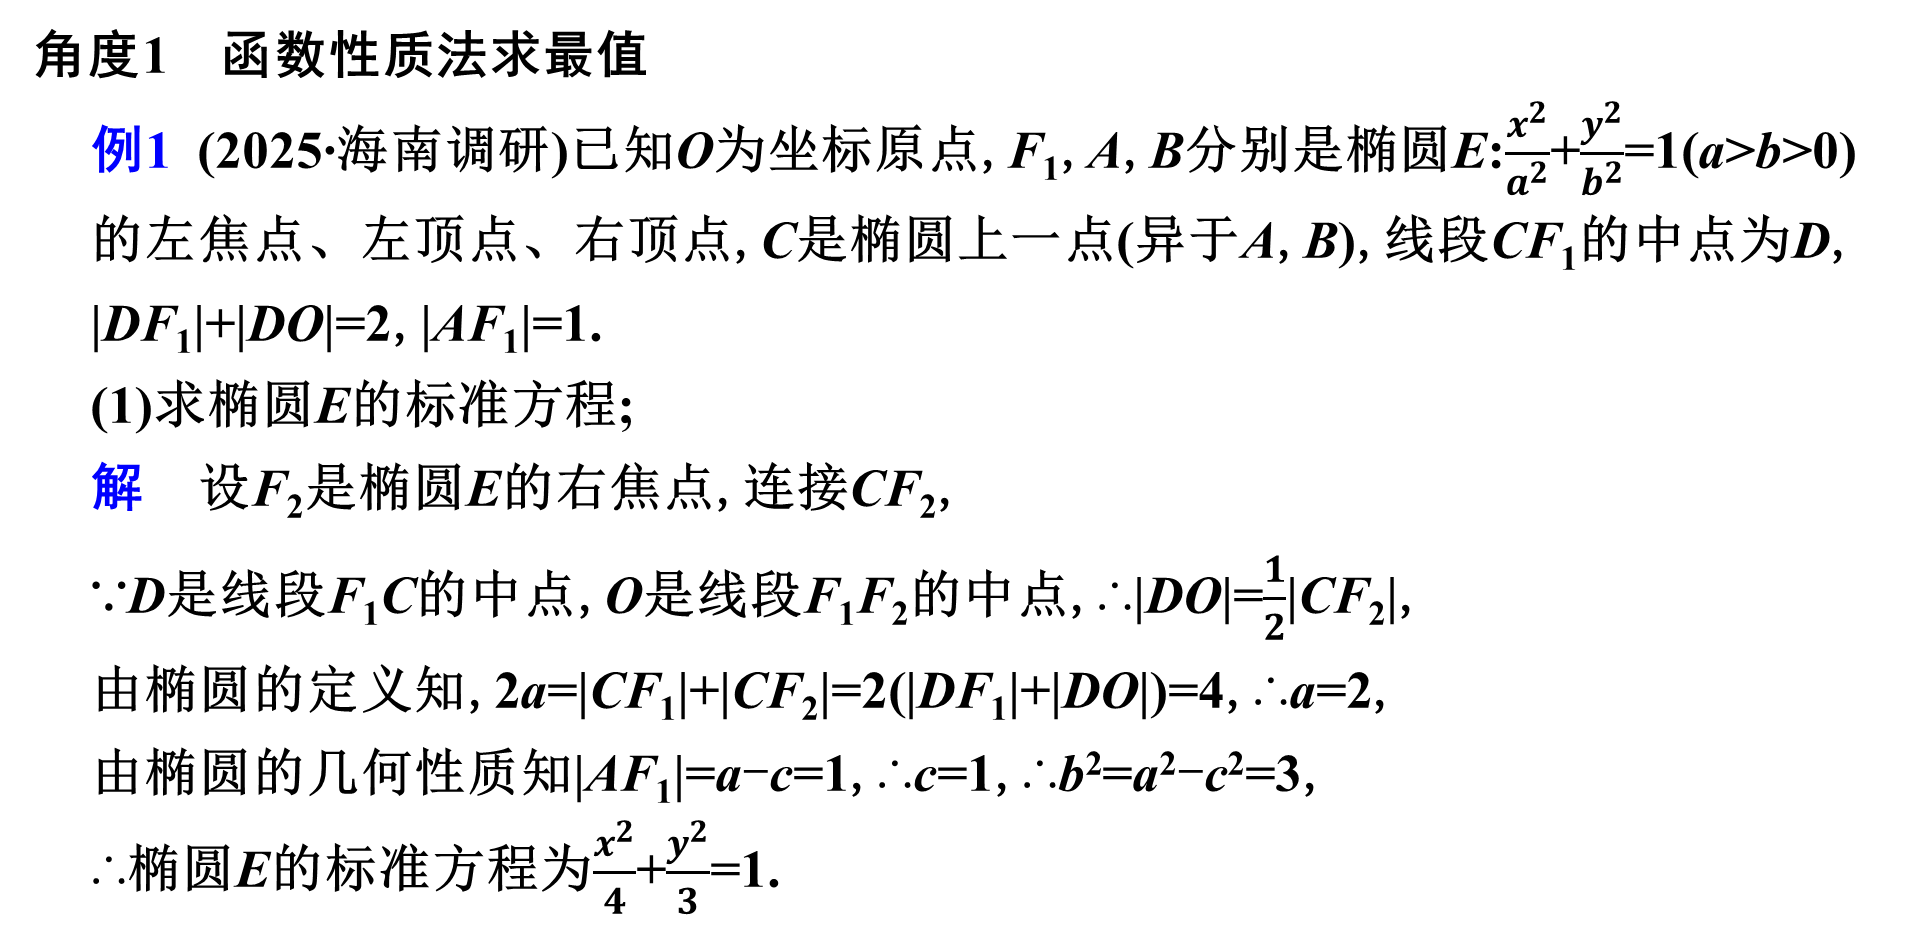 角度1 函数性质法求最值
例1 (2025·海南调研)已知O为坐标原点, F₁, A, B分别是椭圆E:x²/a²+y²/b²=1(a>b>0)
的左焦点、左顶点、右顶点, C是椭圆上一点(异于A, B), 线段CF₁的中点为D,
|DF₁|+|DO|=2, |AF₁|=1.
(1)求椭圆E的标准方程;
解 设F₂是椭圆E的右焦点, 连接CF₂,
∵D是线段F₁C的中点, O是线段F₁F₂的中点, ∴|DO|=1/2|CF₂|,
由椭圆的定义知, 2a=|CF₁|+|CF₂|=2(|DF₁|+|DO|)=4, ∴a=2,
由椭圆的几何性质知|AF₁|=a−c=1, ∴c=1, ∴b²=a²−c²=3,
∴椭圆E的标准方程为x²/4+y²/3=1.